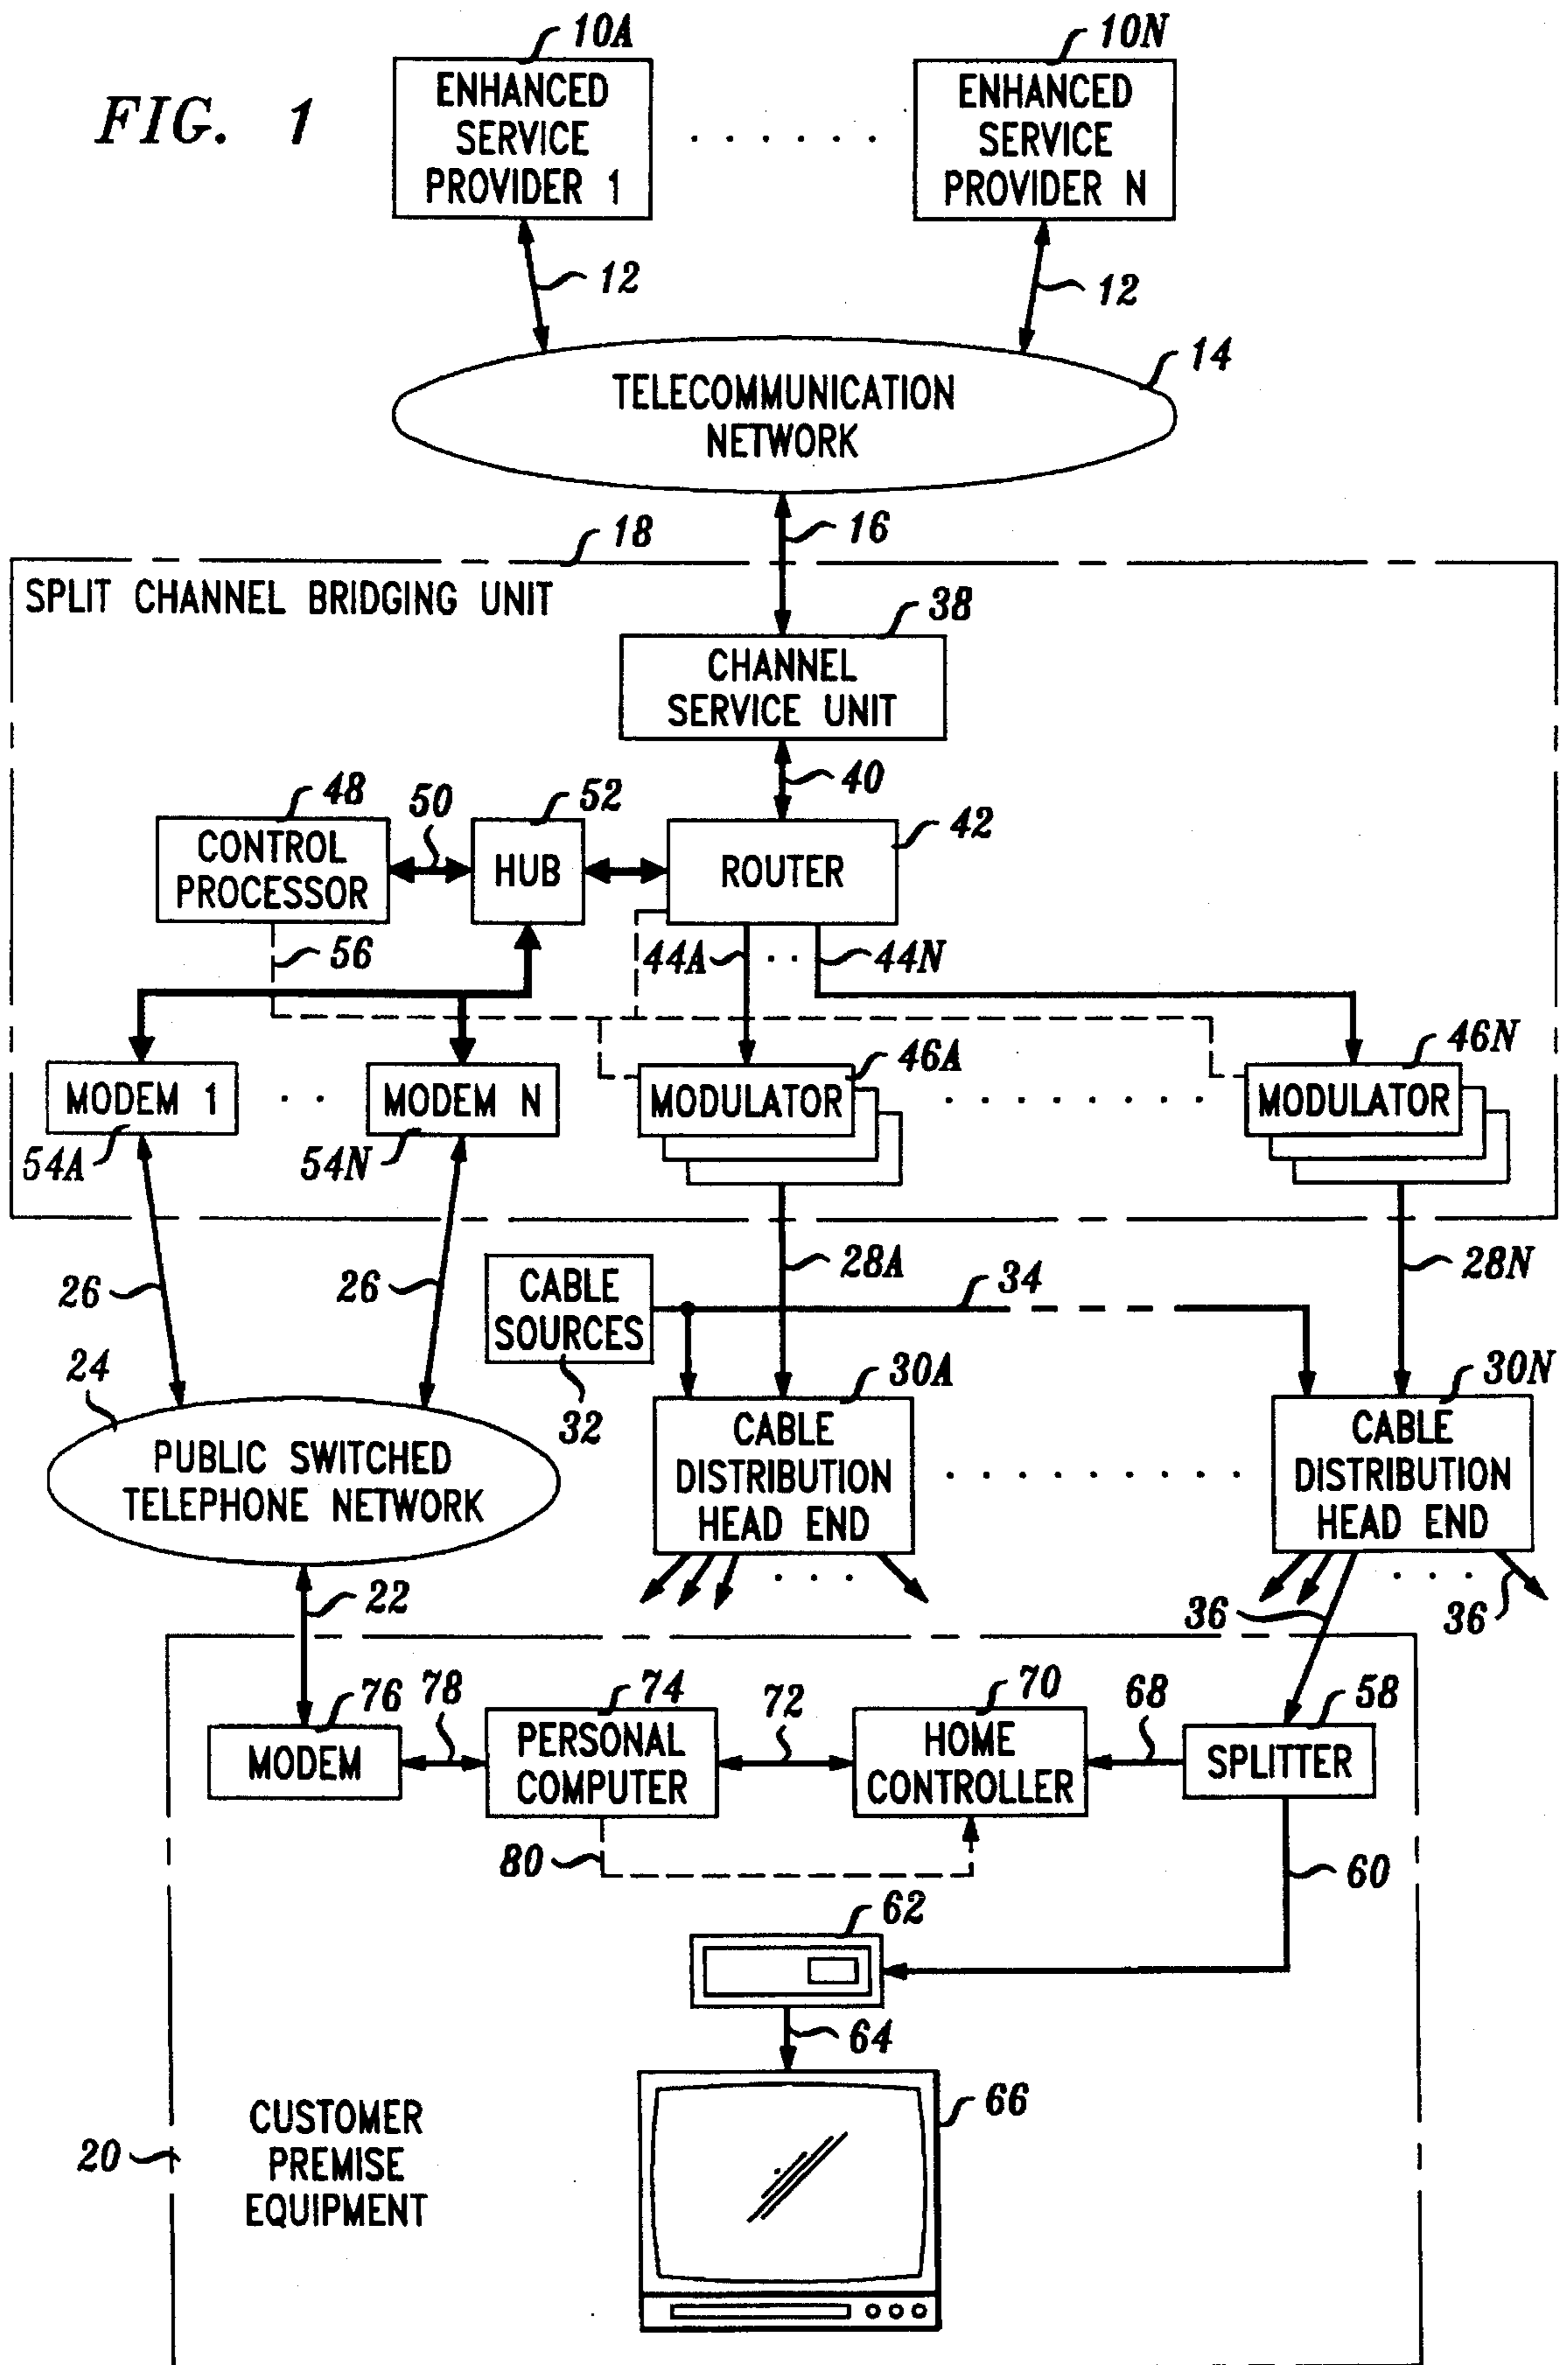 FIG. 1
10A
10N
ENHANCED
SERVICE
PROVIDER 1
ENHANCED
SERVICE
PROVIDER N
12
12
14
TELECOMMUNICATION
NETWORK
16
18
SPLIT CHANNEL BRIDGING UNIT
38
CHANNEL
SERVICE UNIT
40
48
50
52
42
CONTROL
PROCESSOR
HUB
ROUTER
56
44A
44N
46A
46N
MODEM 1
MODEM N
MODULATOR
MODULATOR
54A
54N
26
26
28A
28N
CABLE
SOURCES
34
32
24
30A
30N
PUBLIC SWITCHED
TELEPHONE NETWORK
CABLE
DISTRIBUTION
HEAD END
CABLE
DISTRIBUTION
HEAD END
22
36
36
76
78
74
72
70
68
58
MODEM
PERSONAL
COMPUTER
HOME
CONTROLLER
SPLITTER
80
60
62
64
66
20
CUSTOMER
PREMISE
EQUIPMENT